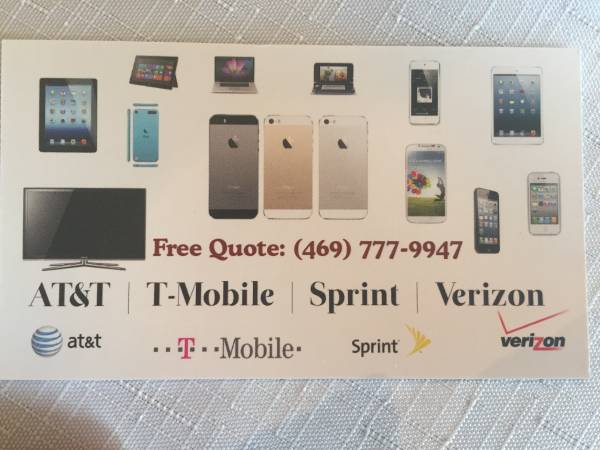 Free Quote: (469) 777-9947
AT&T | T-Mobile | Sprint | Verizon
at&t ··T··Mobile· Sprint verizon